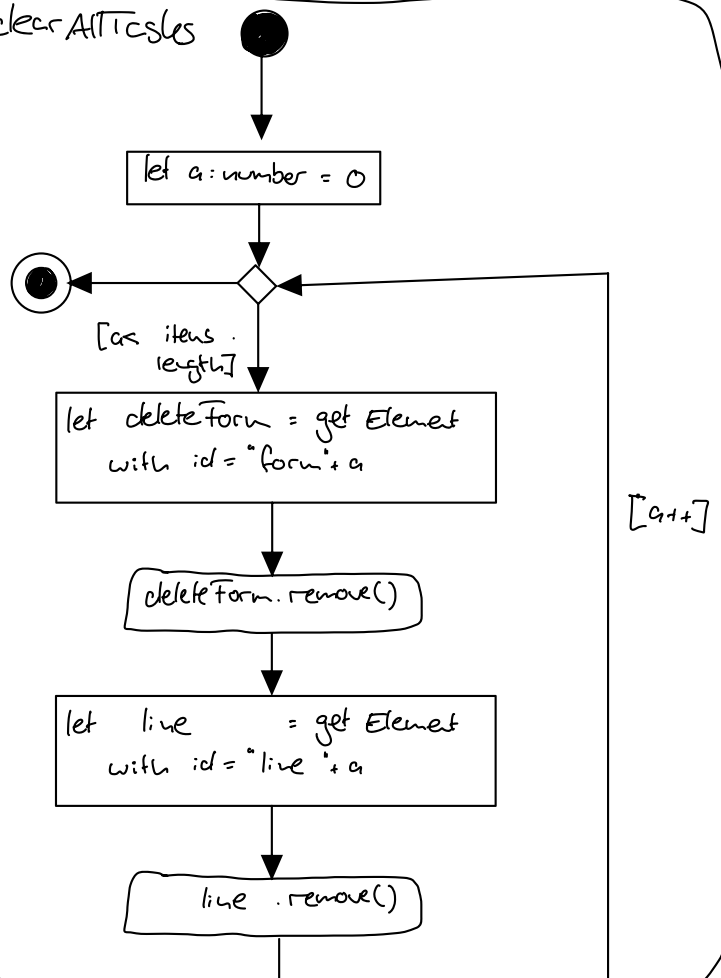 clearAllTasks
let a:number = 0
[a< items.
length]
let deleteForm = get Element
with id = "form"+ a
[a++]
deleteForm.remove()
let line = get Element
with id = "line"+ a
line .remove()